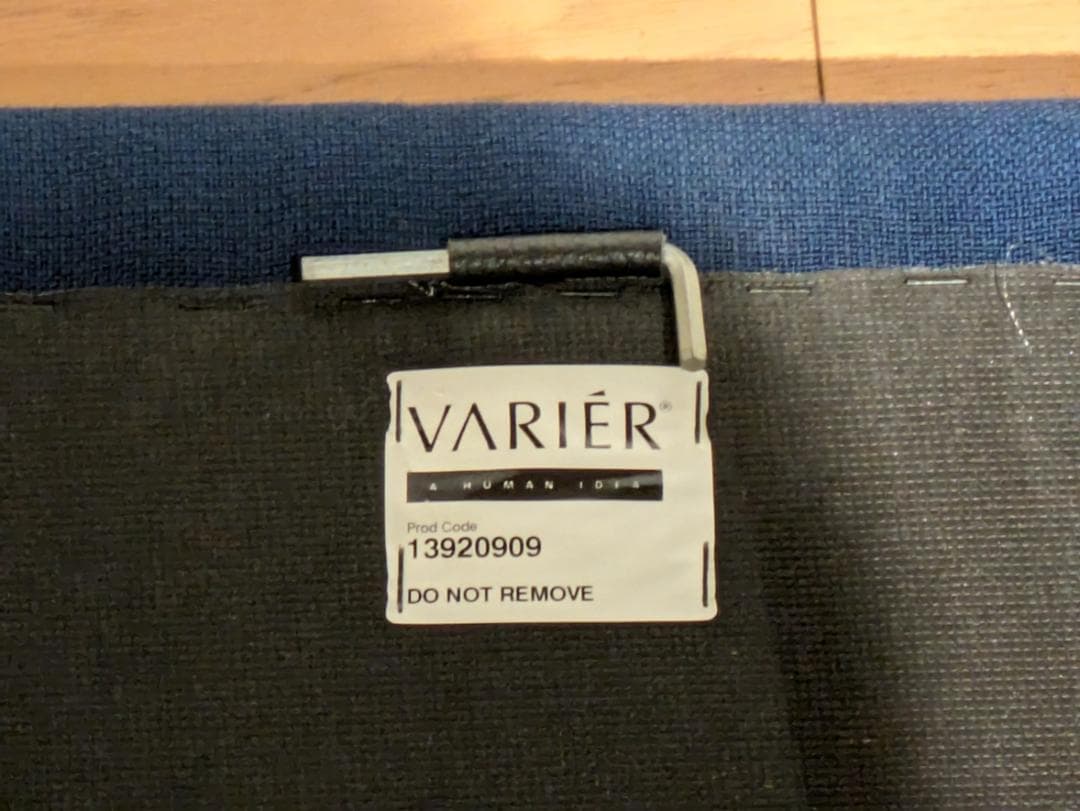 VARIÉR®
A HUMAN IDEA
Prod Code
13920909
DO NOT REMOVE